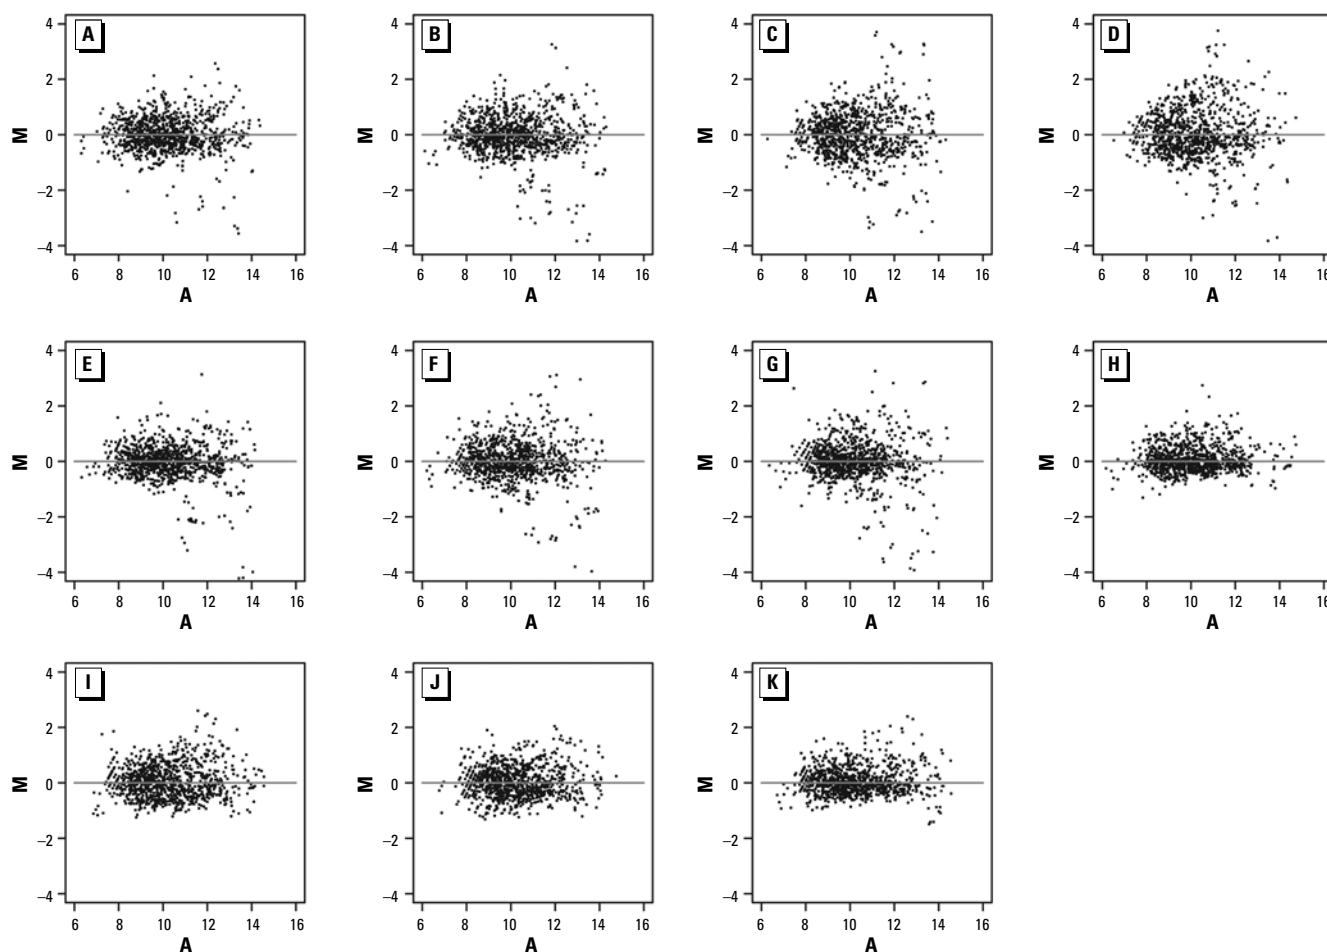 A B C D
4 4 4 4
2 2 2 2
M M M M
0 0 0 0
–2 –2 –2 –2
–4 –4 –4 –4
6 8 10 12 14 16 6 8 10 12 14 16 6 8 10 12 14 16 6 8 10 12 14 16
A A A A
E F G H
4 4 4 4
2 2 2 2
M M M M
0 0 0 0
–2 –2 –2 –2
–4 –4 –4 –4
6 8 10 12 14 16 6 8 10 12 14 16 6 8 10 12 14 16 6 8 10 12 14 16
A A A A
I J K
4 4 4
2 2 2
M M M
0 0 0
–2 –2 –2
–4 –4 –4
6 8 10 12 14 16 6 8 10 12 14 16 6 8 10 12 14 16
A A A